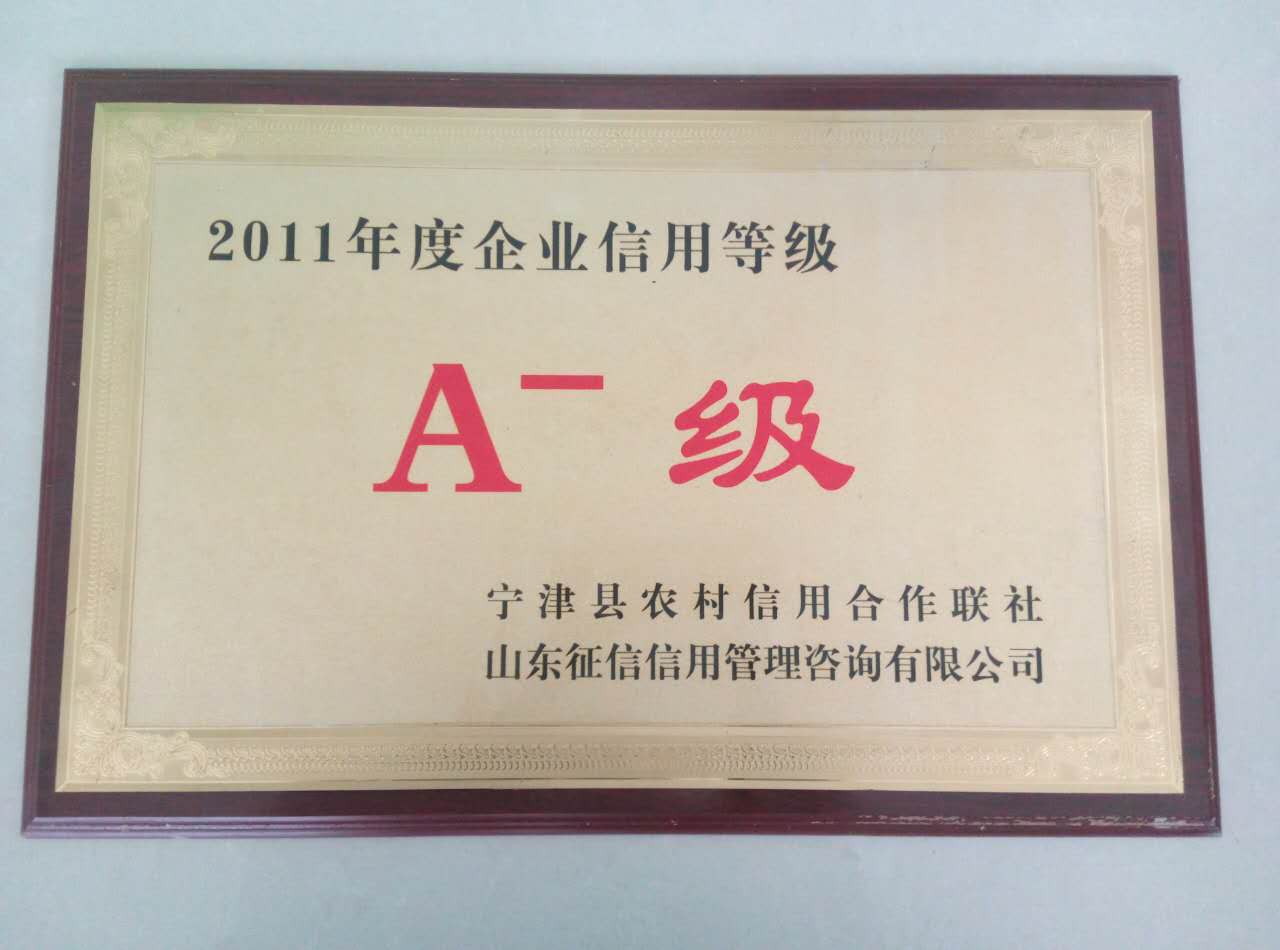 2011年度企业信用等级
A⁻级
宁津县农村信用合作联社
山东征信信用管理咨询有限公司